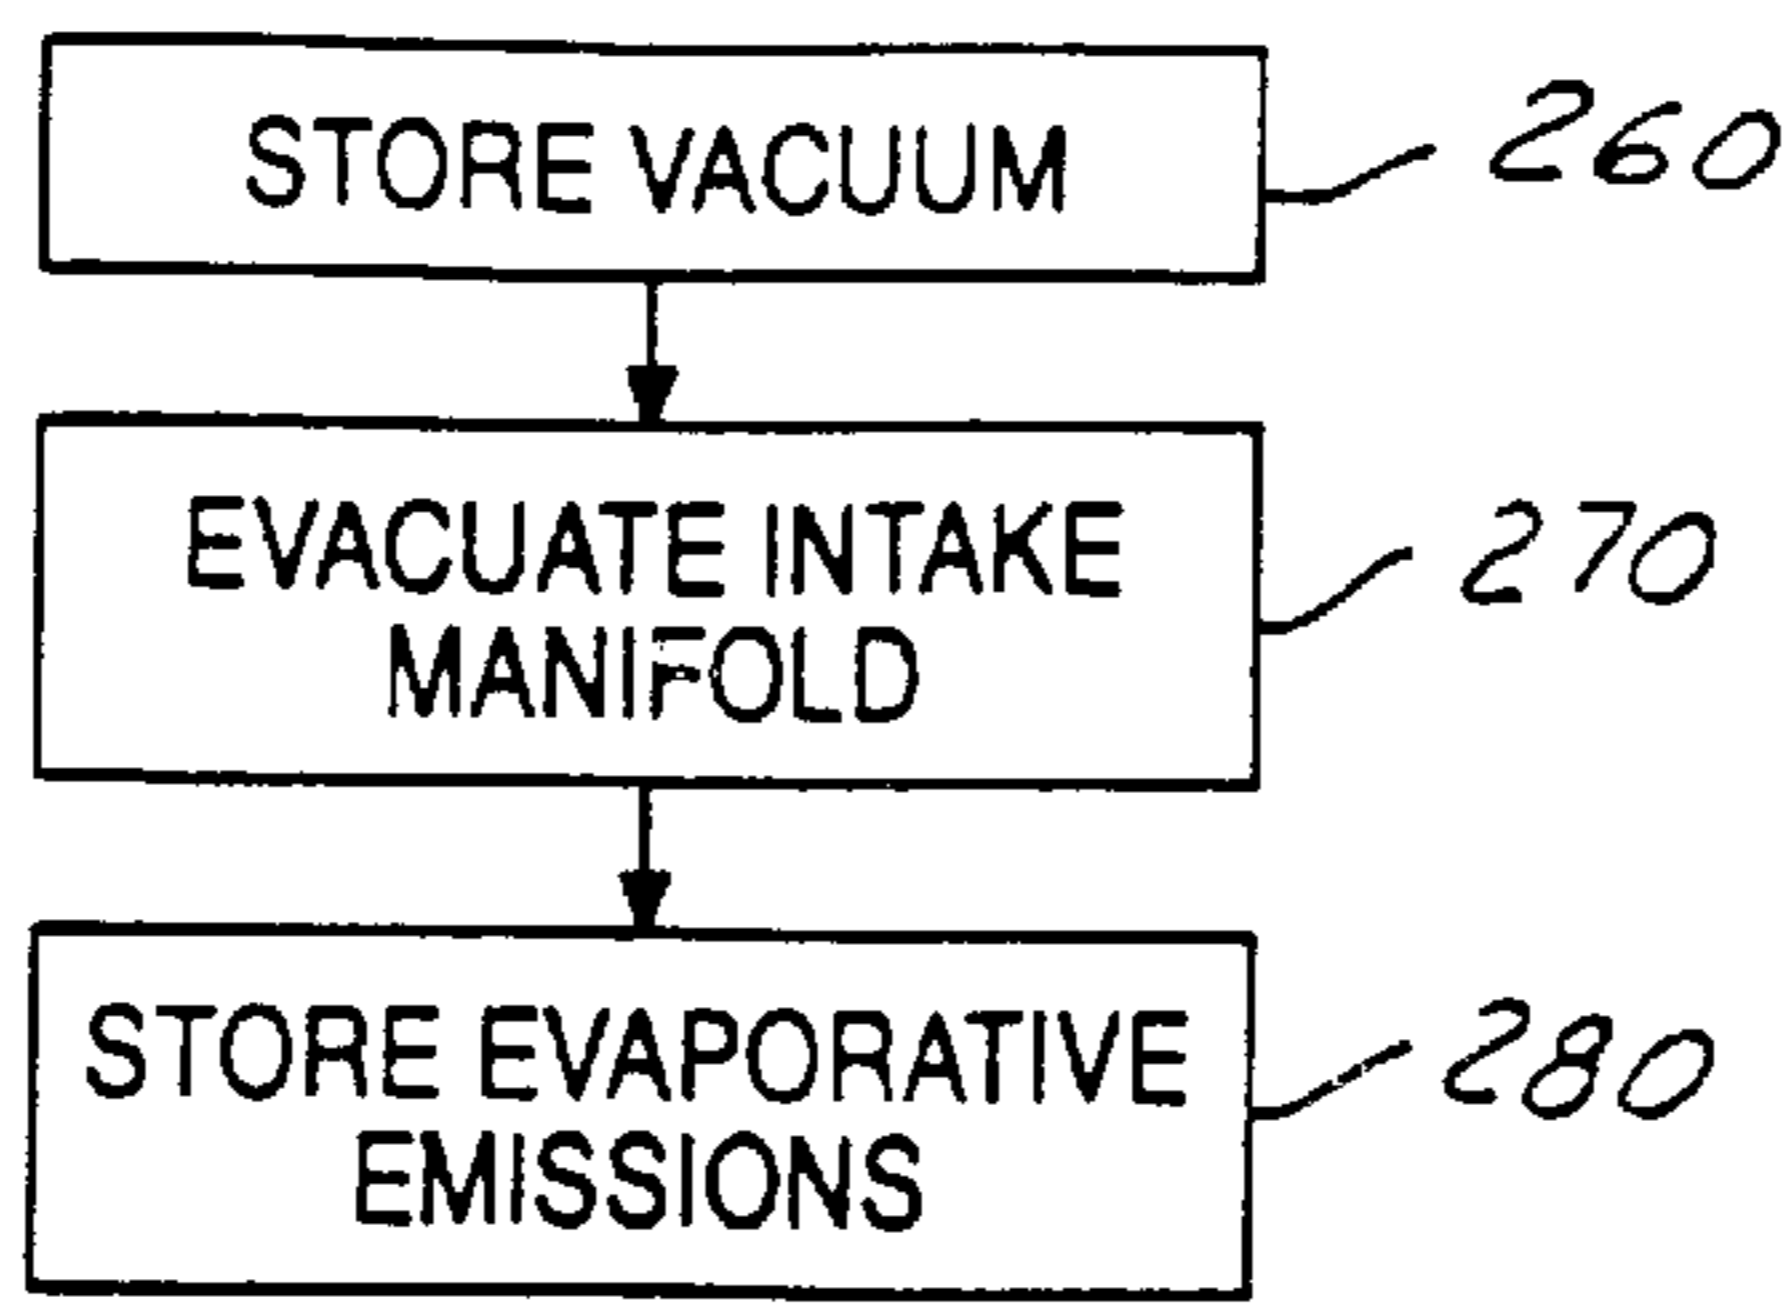 STORE VACUUM
260
EVACUATE INTAKE
MANIFOLD
270
STORE EVAPORATIVE
EMISSIONS
280